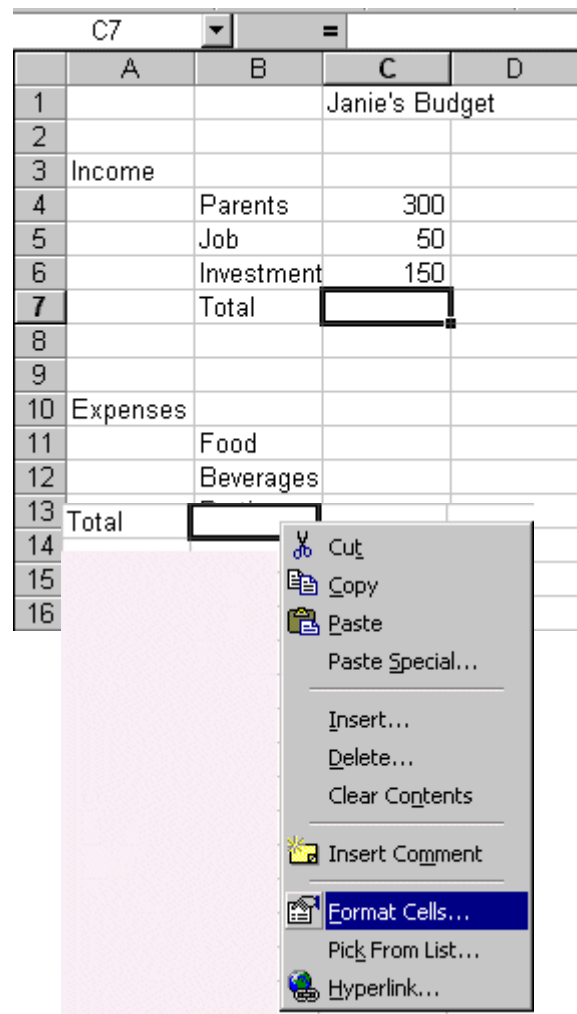 C7 =
A B C D
1 Janie's Budget
2
3 Income
4 Parents 300
5 Job 50
6 Investment 150
7 Total
8
9
10 Expenses
11 Food
12 Beverages
13
Total
14
15
16
Cut
Copy
Paste
Paste Special...
Insert...
Delete...
Clear Contents
Insert Comment
Format Cells...
Pick From List...
Hyperlink...